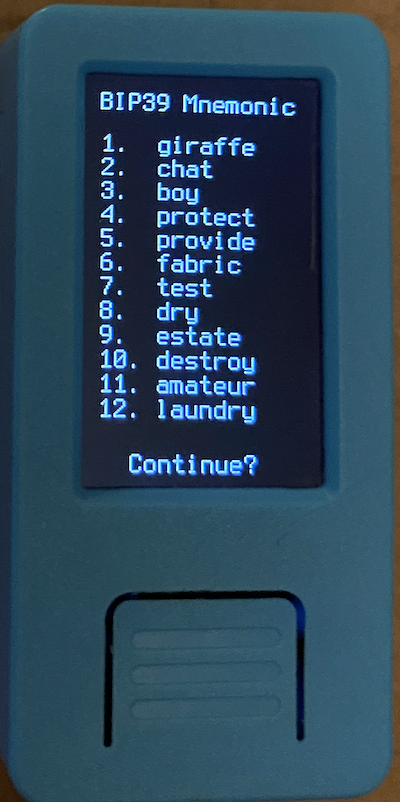 BIP39 Mnemonic
1. giraffe
2. chat
3. boy
4. protect
5. provide
6. fabric
7. test
8. dry
9. estate
10. destroy
11. amateur
12. laundry
Continue?